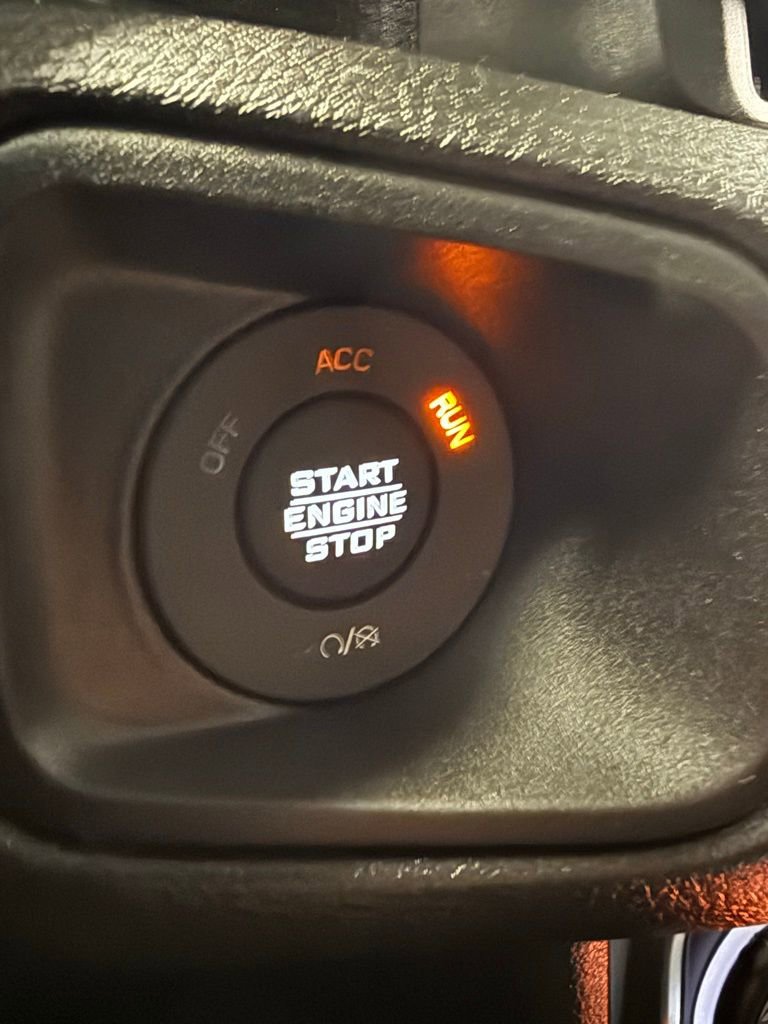 ACC
OFF
RUN
START
ENGINE
STOP